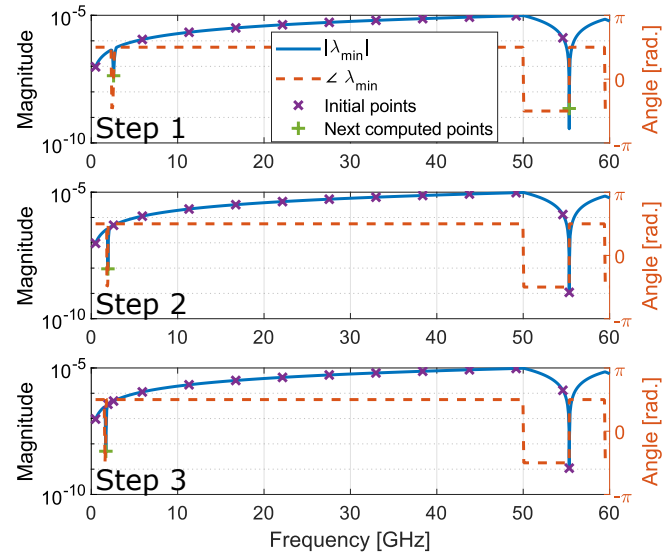 10^-5
π
Magnitude
|λ_min|
∠ λ_min
Initial points
Next computed points
0
Angle [rad.]
Step 1
10^-10
-π
0 10 20 30 40 50 60
10^-5
π
Magnitude
0
Angle [rad.]
Step 2
10^-10
-π
0 10 20 30 40 50 60
10^-5
π
Magnitude
0
Angle [rad.]
Step 3
10^-10
-π
0 10 20 30 40 50 60
Frequency [GHz]